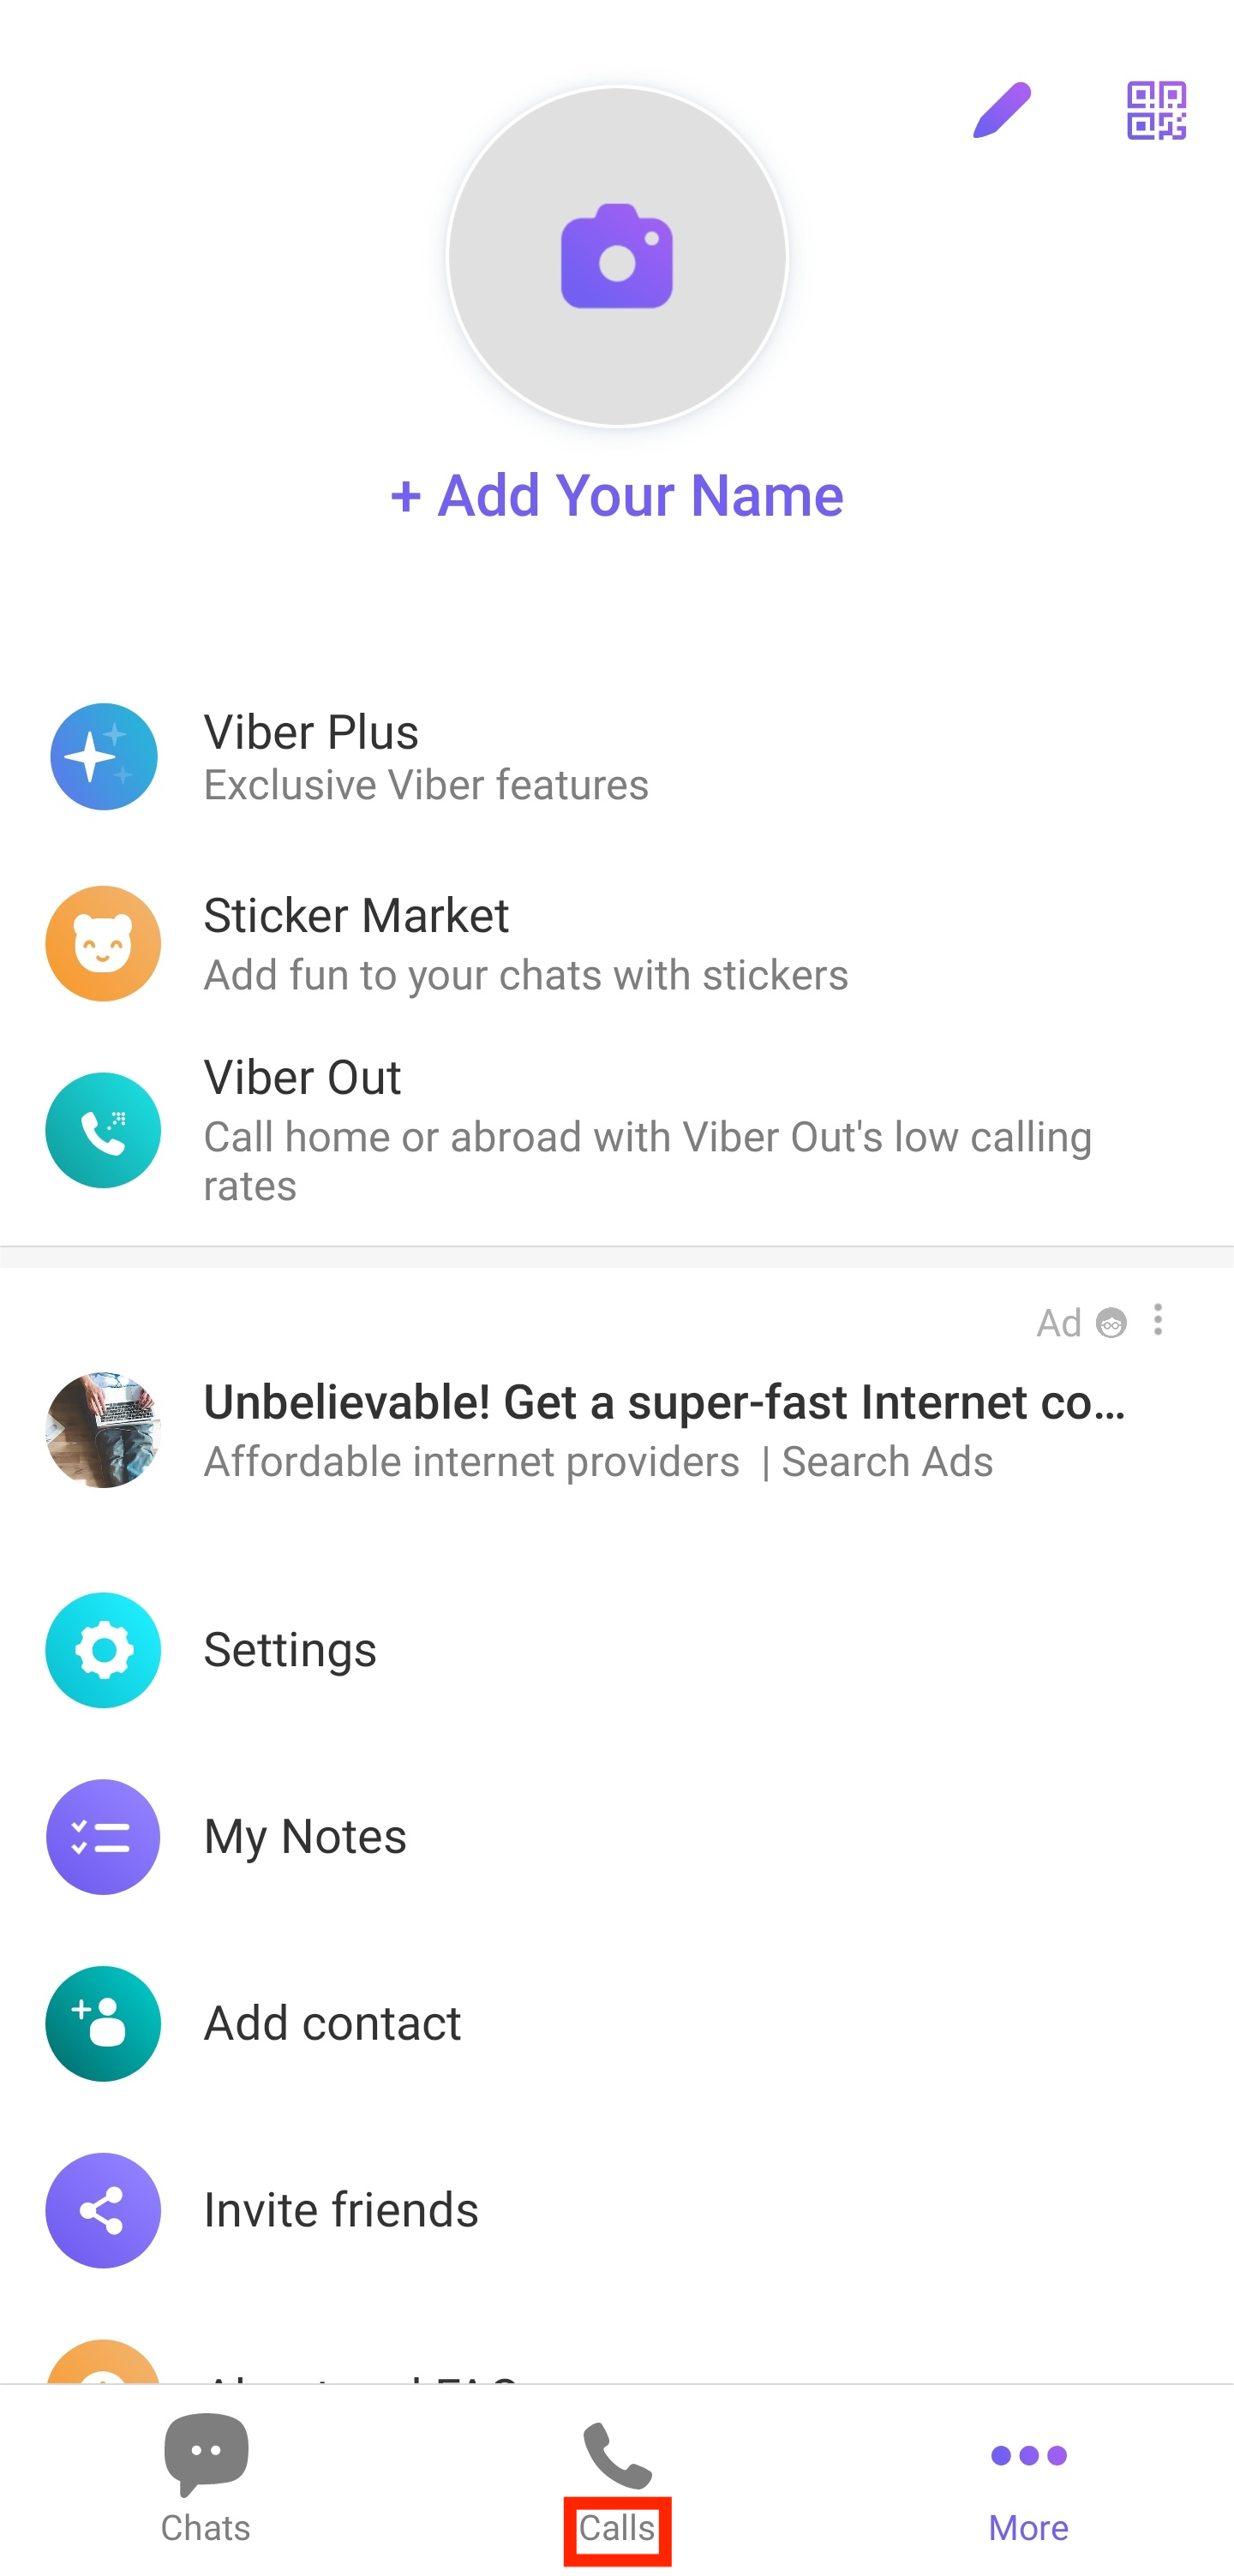 + Add Your Name
Viber Plus
Exclusive Viber features
Sticker Market
Add fun to your chats with stickers
Viber Out
Call home or abroad with Viber Out's low calling
rates
Ad
Unbelievable! Get a super-fast Internet co...
Affordable internet providers | Search Ads
Settings
My Notes
Add contact
Invite friends
Chats
Calls
More